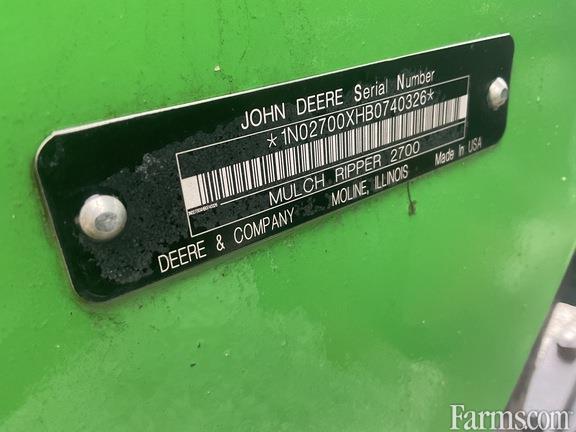 JOHN DEERE Serial Number
*1N02700XHB0740326*
MULCH RIPPER 2700
DEERE & COMPANY MOLINE, ILLINOIS Made In USA
Farms.com